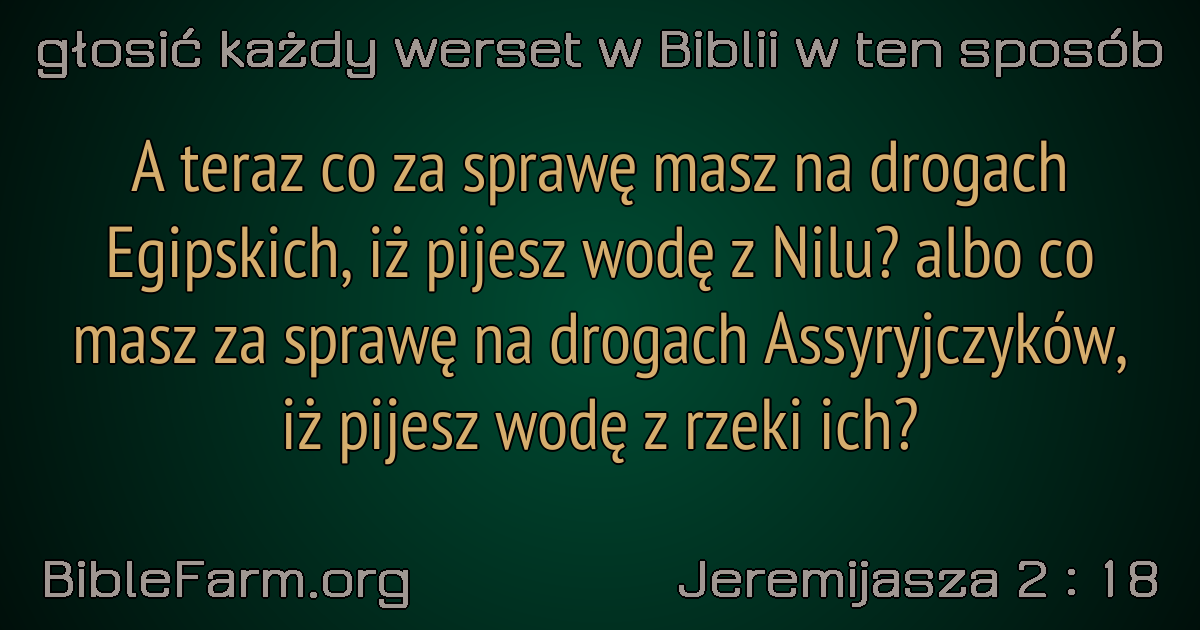 głosić każdy werset w Biblii w ten sposób
A teraz co za sprawę masz na drogach
Egipskich, iż pijesz wodę z Nilu? albo co
masz za sprawę na drogach Assyryjczyków,
iż pijesz wodę z rzeki ich?
BibleFarm.org
Jeremijasza 2 : 18